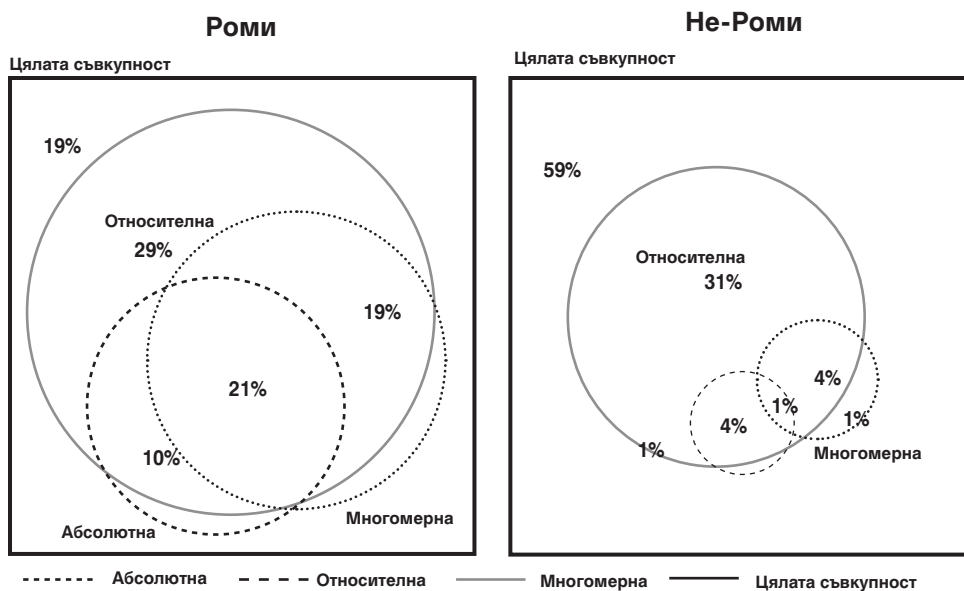 Роми
Не-Роми
Цялата съвкупност
Цялата съвкупност
19%
Относителна
29%
19%
21%
10%
Абсолютна
Многомерна
59%
Относителна
31%
4%
1%
1%
4%
1%
Многомерна
Абсолютна
Относителна
Многомерна
Цялата съвкупност